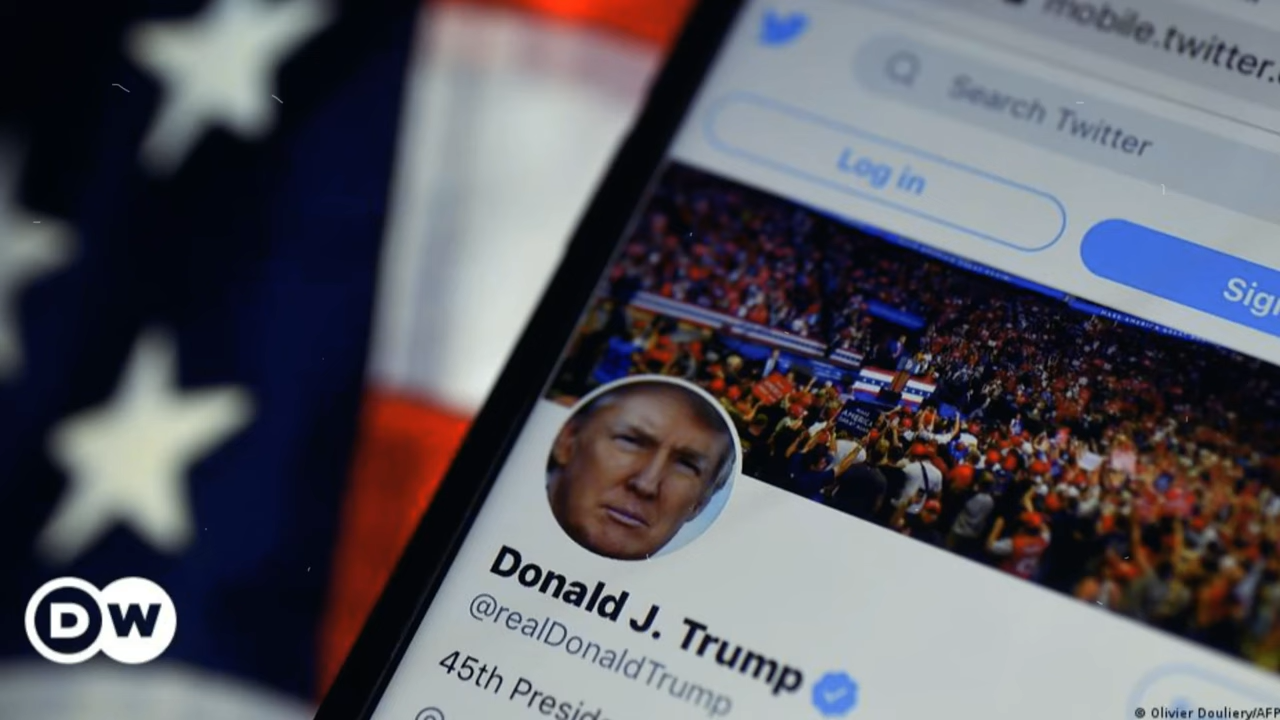 mobile.twitter.
Search Twitter
Log in
Sig
Donald J. Trump
@realDonaldTrump
45th Preside
@
DW
© Olivier Douliery/AFP